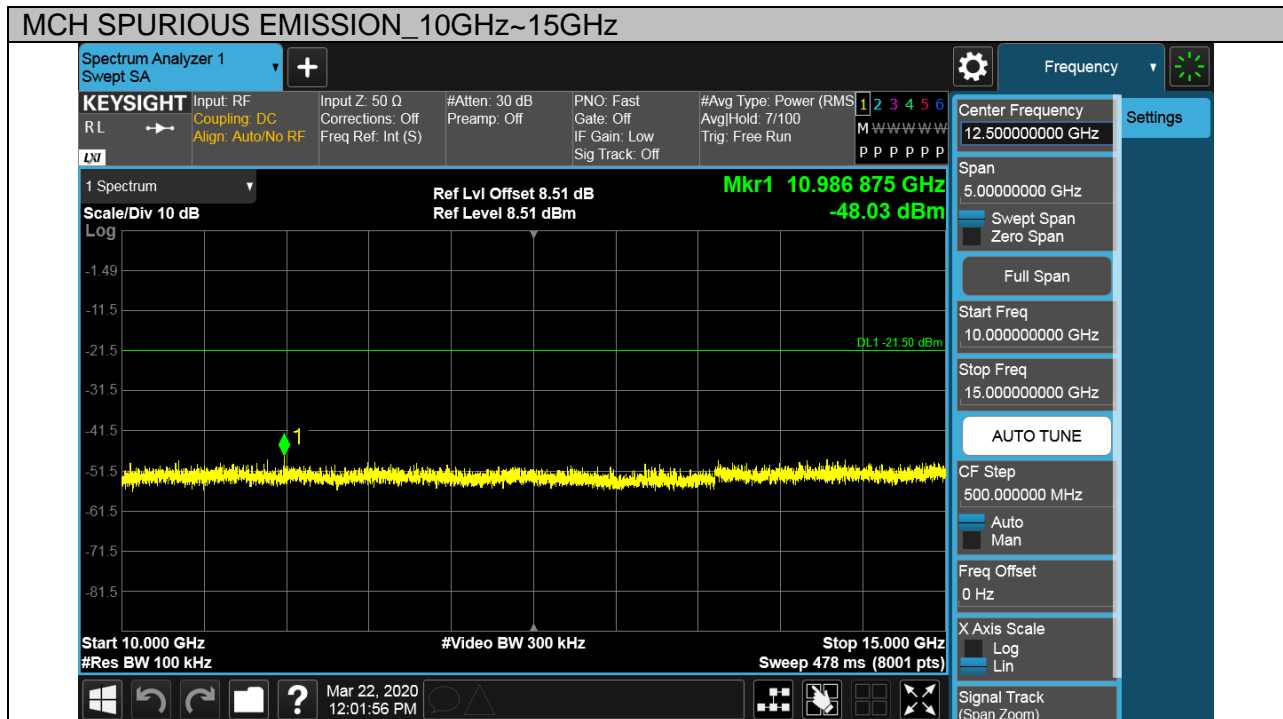 MCH SPURIOUS EMISSION_10GHz~15GHz
Spectrum Analyzer 1
Swept SA
Frequency
KEYSIGHT
RL
LXI
Input: RF
Coupling: DC
Align: Auto/No RF
Input Z: 50 Ω
Corrections: Off
Freq Ref: Int (S)
#Atten: 30 dB
Preamp: Off
PNO: Fast
Gate: Off
IF Gain: Low
Sig Track: Off
#Avg Type: Power (RMS
Avg|Hold: 7/100
Trig: Free Run
1 2 3 4 5 6
M W W W W W
P P P P P P
1 Spectrum
Scale/Div 10 dB
Log
Ref Lvl Offset 8.51 dB
Ref Level 8.51 dBm
Mkr1 10.986 875 GHz
-48.03 dBm
-1.49
-11.5
-21.5
DL1 -21.50 dBm
-31.5
-41.5
1
-51.5
-61.5
-71.5
-81.5
Start 10.000 GHz
#Res BW 100 kHz
#Video BW 300 kHz
Stop 15.000 GHz
Sweep 478 ms (8001 pts)
Center Frequency
12.500000000 GHz
Settings
Span
5.00000000 GHz
Swept Span
Zero Span
Full Span
Start Freq
10.000000000 GHz
Stop Freq
15.000000000 GHz
AUTO TUNE
CF Step
500.000000 MHz
Auto
Man
Freq Offset
0 Hz
X Axis Scale
Log
Lin
Signal Track
(Span Zoom)
?
Mar 22, 2020
12:01:56 PM